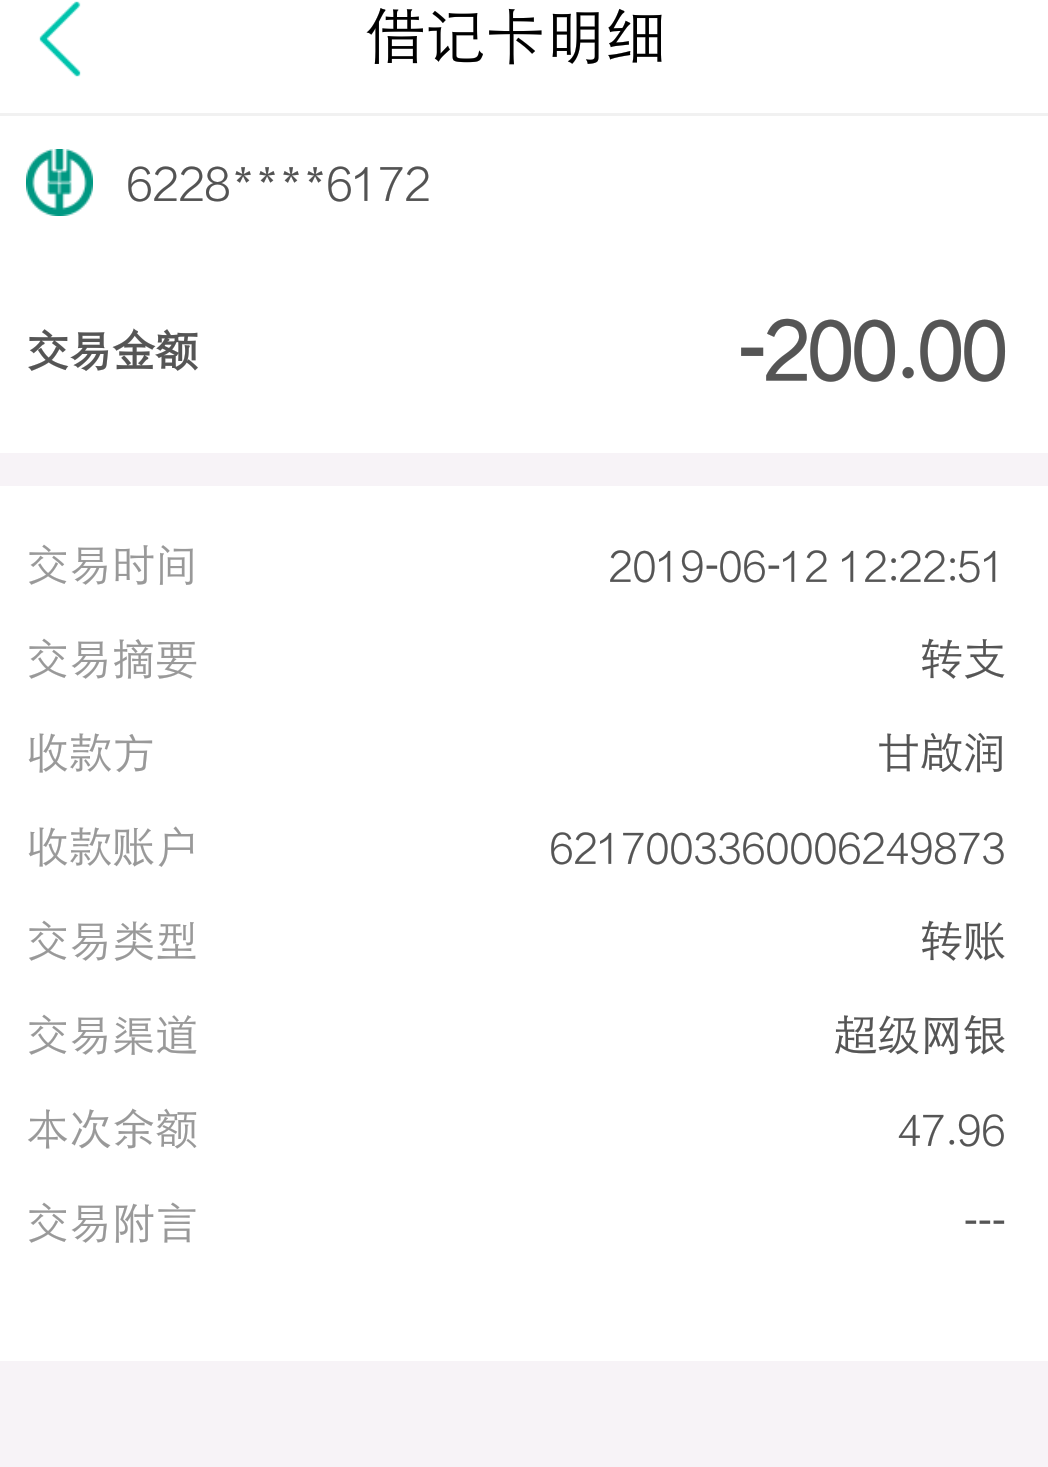 借记卡明细
6228****6172
交易金额 -200.00
交易时间 2019-06-12 12:22:51
交易摘要 转支
收款方 甘啟润
收款账户 6217003360006249873
交易类型 转账
交易渠道 超级网银
本次余额 47.96
交易附言 ---